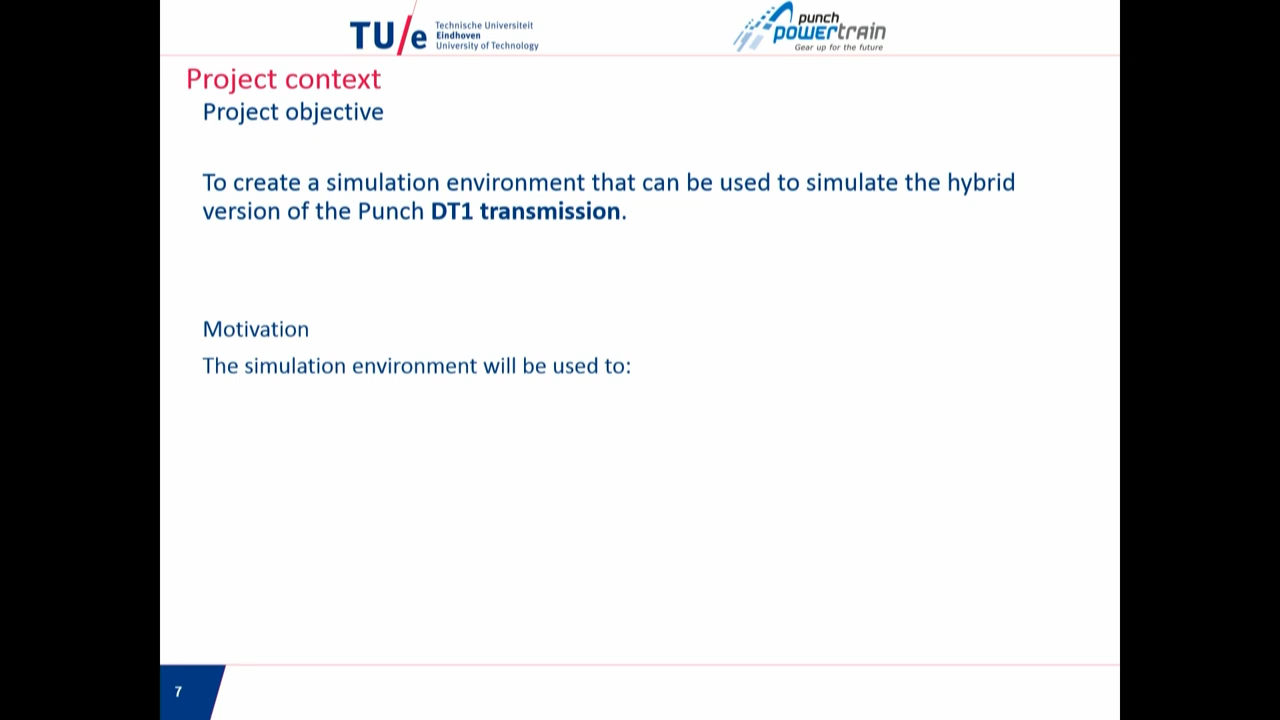 TU/e Technische Universiteit
Eindhoven
University of Technology
punch
powertrain
Gear up for the future
Project context
Project objective
To create a simulation environment that can be used to simulate the hybrid
version of the Punch DT1 transmission.
Motivation
The simulation environment will be used to:
7